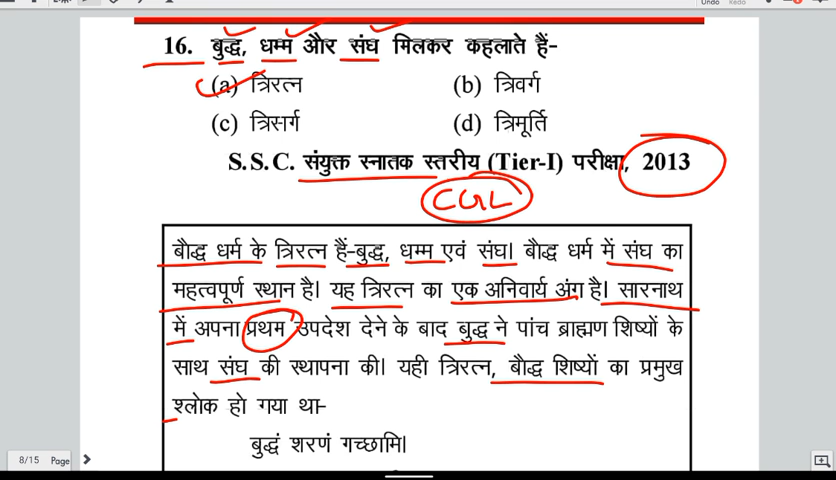 Undo Redo
16. बुद्ध, धम्म और संघ मिलकर कहलाते हैं-
(a) त्रिरत्न (b) त्रिवर्ग
(c) त्रिसर्ग (d) त्रिमूर्ति
S.S.C. संयुक्त स्नातक स्तरीय (Tier-I) परीक्षा, 2013
CGL
बौद्ध धर्म के त्रिरत्न हैं-बुद्ध, धम्म एवं संघ। बौद्ध धर्म में संघ का
महत्वपूर्ण स्थान है। यह त्रिरत्न का एक अनिवार्य अंग है। सारनाथ
में अपना प्रथम उपदेश देने के बाद बुद्ध ने पांच ब्राह्मण शिष्यों के
साथ संघ की स्थापना की। यही त्रिरत्न, बौद्ध शिष्यों का प्रमुख
श्लोक हो गया था-
बुद्धं शरणं गच्छामि।
8/15 Page